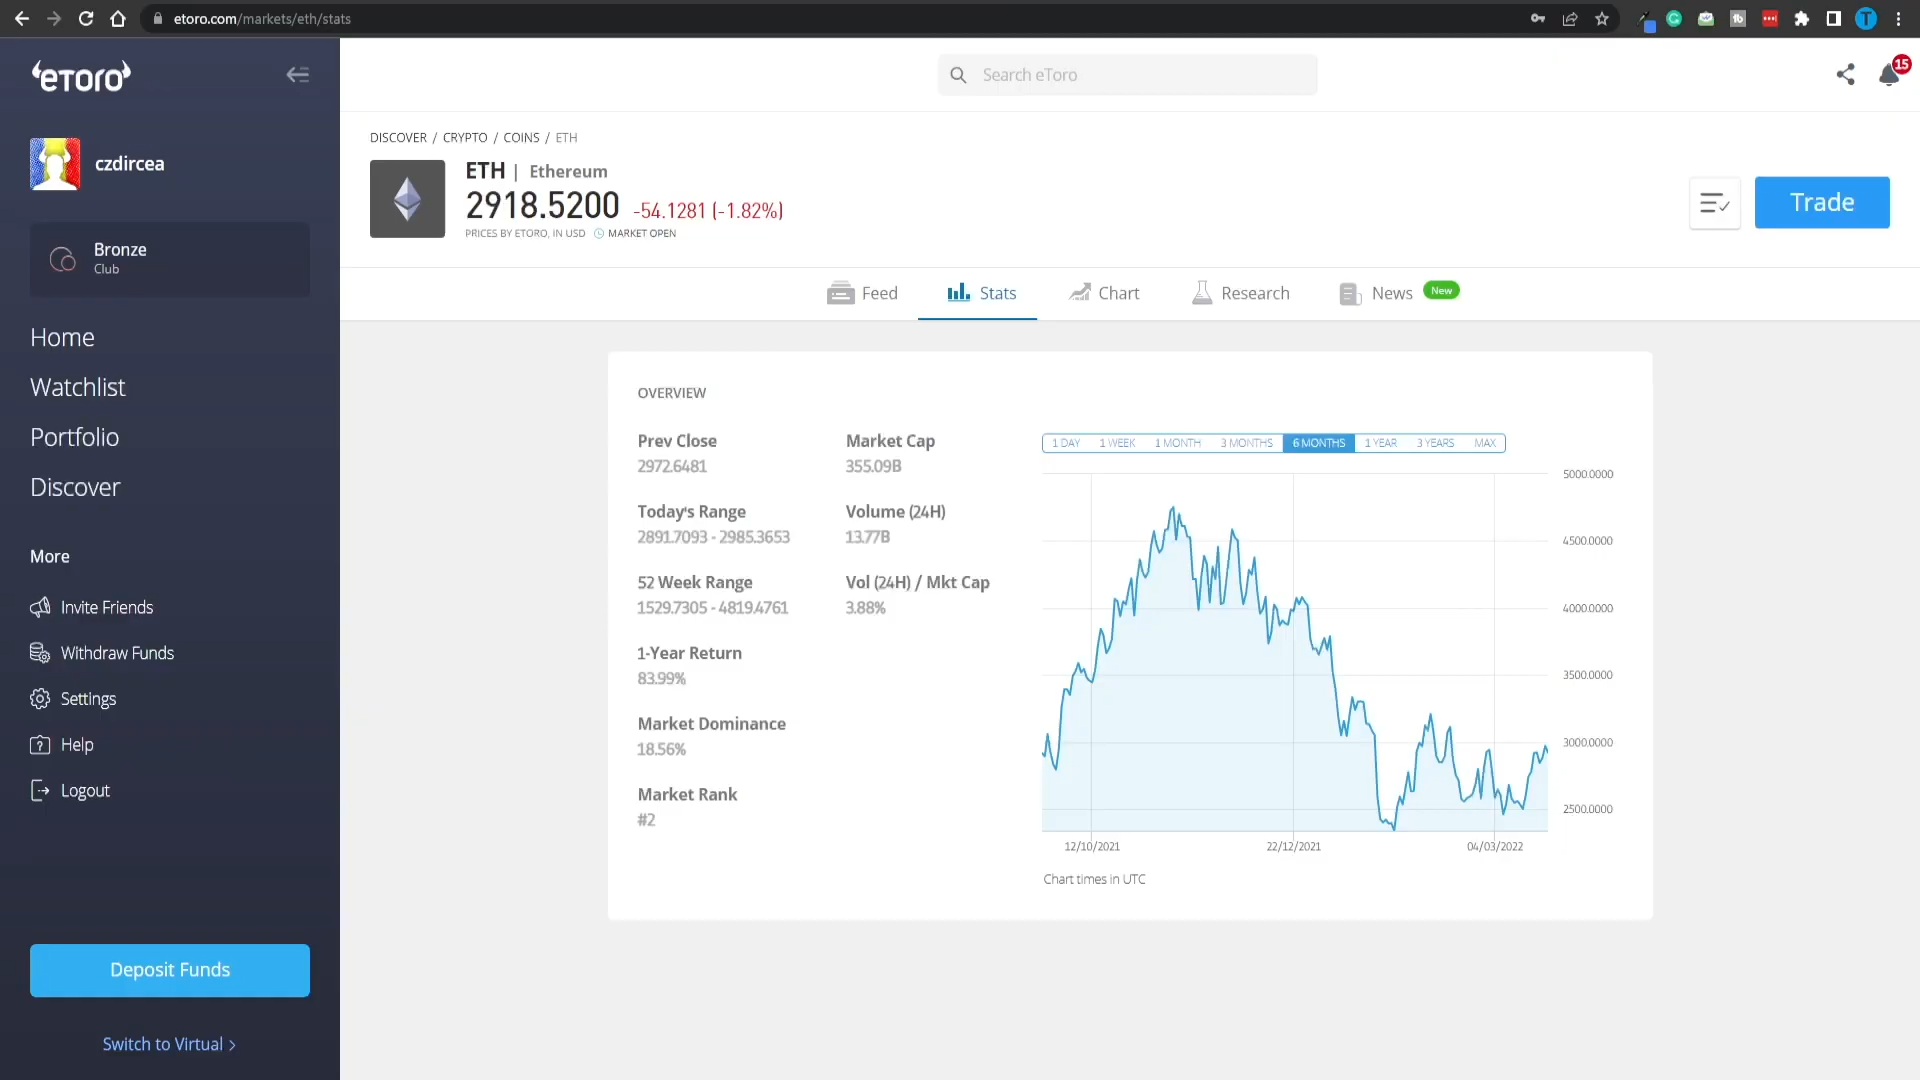 etoro.com/markets/eth/stats
eToro
Search eToro
15
czdircea
Bronze
Club
Home
Watchlist
Portfolio
Discover
More
Invite Friends
Withdraw Funds
Settings
Help
Logout
Deposit Funds
Switch to Virtual >
DISCOVER / CRYPTO / COINS / ETH
ETH | Ethereum
2918.5200 -54.1281 (-1.82%)
PRICES BY ETORO, IN USD MARKET OPEN
Trade
Feed
Stats
Chart
Research
News New
OVERVIEW
Prev Close
2972.6481
Today's Range
2891.7093 - 2985.3653
52 Week Range
1529.7305 - 4819.4761
1-Year Return
83.99%
Market Dominance
18.56%
Market Rank
#2
Market Cap
355.09B
Volume (24H)
13.77B
Vol (24H) / Mkt Cap
3.88%
1 DAY 1 WEEK 1 MONTH 3 MONTHS 6 MONTHS 1 YEAR 3 YEARS MAX
5000.0000
4500.0000
4000.0000
3500.0000
3000.0000
2500.0000
12/10/2021 22/12/2021 04/03/2022
Chart times in UTC
T